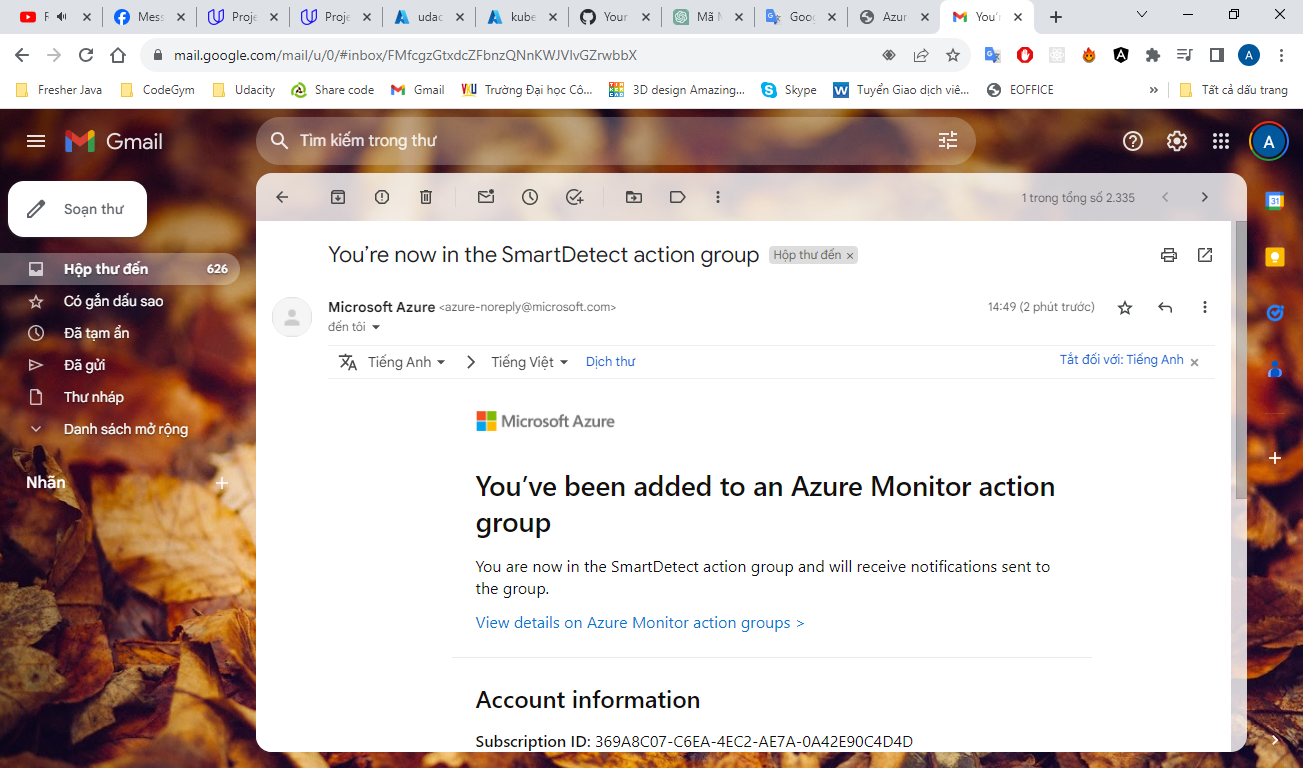 F
Mess
Proje
Proje
udac
kube
Your
Mã M
Goo
Azur
You'r
mail.google.com/mail/u/0/#inbox/FMfcgzGtxdcZFbnzQNnKWJVlvGZrwbbX
A
Fresher Java
CodeGym
Udacity
Share code
Gmail
Trường Đại học Cô...
3D design Amazing...
Skype
Tuyển Giao dịch viê...
EOFFICE
»
Tất cả dấu trang
Gmail
Tìm kiếm trong thư
A
Soạn thư
1 trong tổng số 2.335
Hộp thư đến 626
Có gắn dấu sao
Đã tạm ẩn
Đã gửi
Thư nháp
Danh sách mở rộng
Nhãn
You're now in the SmartDetect action group Hộp thư đến ×
Microsoft Azure <azure-noreply@microsoft.com> 14:49 (2 phút trước)
đến tôi
Tiếng Anh > Tiếng Việt Dịch thư Tắt đối với: Tiếng Anh ×
Microsoft Azure
You've been added to an Azure Monitor action
group
You are now in the SmartDetect action group and will receive notifications sent to
the group.
View details on Azure Monitor action groups >
Account information
Subscription ID: 369A8C07-C6EA-4EC2-AE7A-0A42E90C4D4D
31